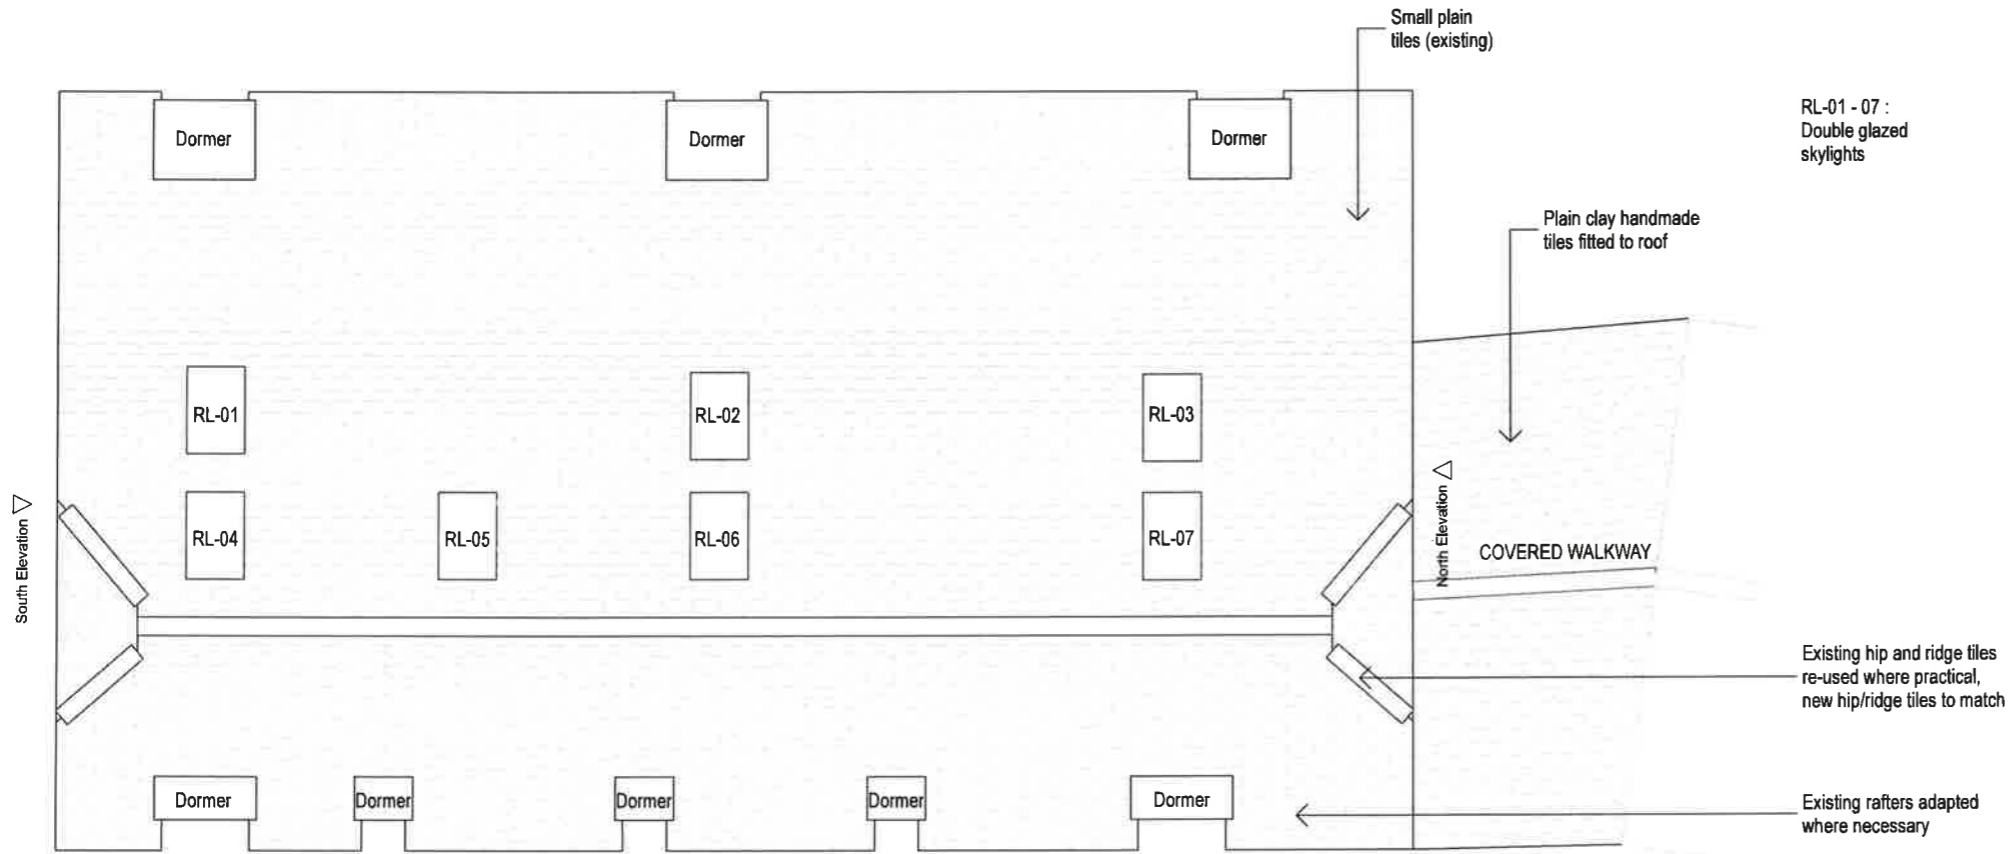 Small plain
tiles (existing)
RL-01 - 07 :
Double glazed
skylights
Dormer
Dormer
Dormer
Plain clay handmade
tiles fitted to roof
RL-01
RL-02
RL-03
South Elevation
RL-04
RL-05
RL-06
RL-07
North Elevation
COVERED WALKWAY
Existing hip and ridge tiles
re-used where practical,
new hip/ridge tiles to match
Dormer
Dormer
Dormer
Dormer
Dormer
Existing rafters adapted
where necessary